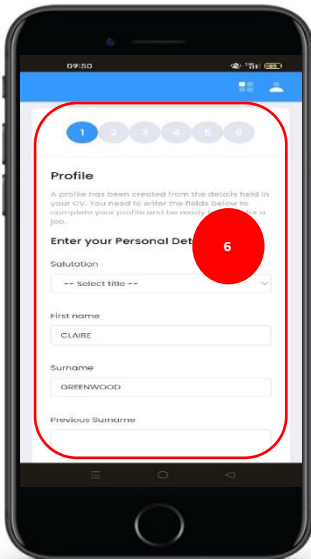 09:50
1 2 3 4 5 6
Profile
A profile has been created from the details held in
your CV. You need to enter the fields below to
complete your profile and be ready for a
job.
Enter your Personal
6
Salutation
-- Select title --
First name
CLAIRE
Surname
GREENWOOD
Previous Surname